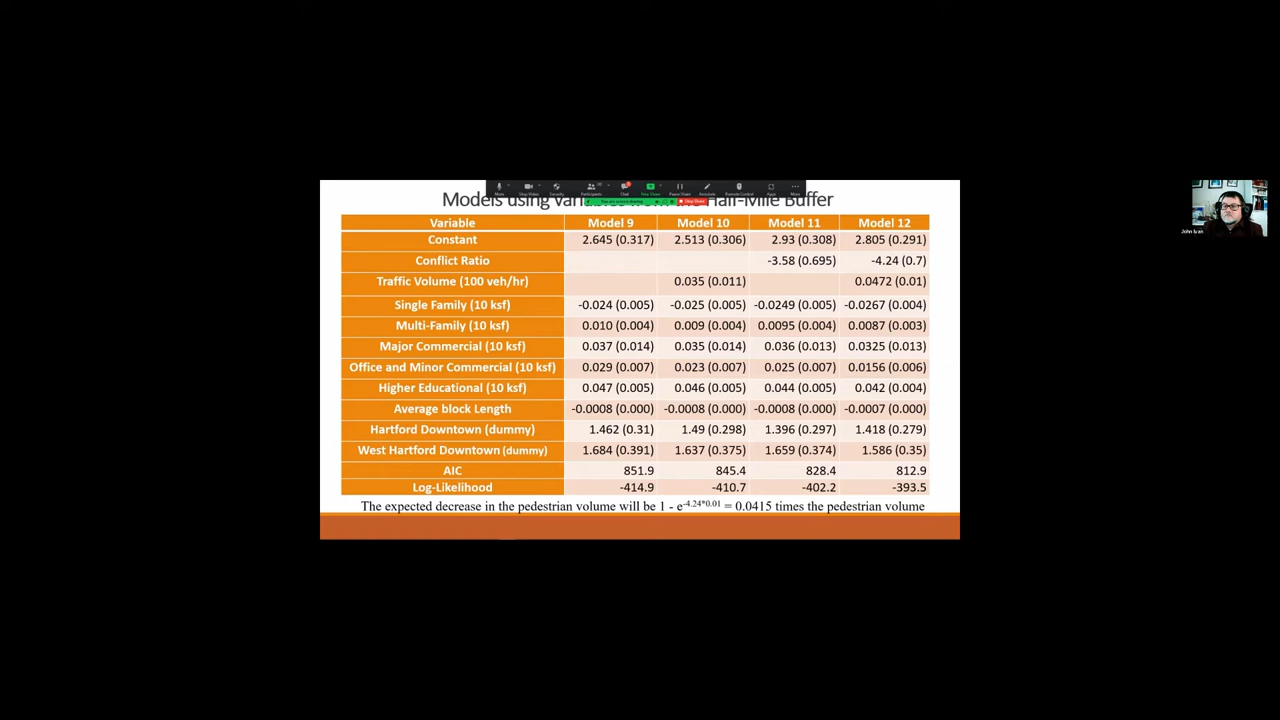 Models using variables from the Half-Mile Buffer
Variable Model 9 Model 10 Model 11 Model 12
Constant 2.645 (0.317) 2.513 (0.306) 2.93 (0.308) 2.805 (0.291)
Conflict Ratio -3.58 (0.695) -4.24 (0.7)
Traffic Volume (100 veh/hr) 0.035 (0.011) 0.0472 (0.01)
Single Family (10 ksf) -0.024 (0.005) -0.025 (0.005) -0.0249 (0.005) -0.0267 (0.004)
Multi-Family (10 ksf) 0.010 (0.004) 0.009 (0.004) 0.0095 (0.004) 0.0087 (0.003)
Major Commercial (10 ksf) 0.037 (0.014) 0.035 (0.014) 0.036 (0.013) 0.0325 (0.013)
Office and Minor Commercial (10 ksf) 0.029 (0.007) 0.023 (0.007) 0.025 (0.007) 0.0156 (0.006)
Higher Educational (10 ksf) 0.047 (0.005) 0.046 (0.005) 0.044 (0.005) 0.042 (0.004)
Average block Length -0.0008 (0.000) -0.0008 (0.000) -0.0008 (0.000) -0.0007 (0.000)
Hartford Downtown (dummy) 1.462 (0.31) 1.49 (0.298) 1.396 (0.297) 1.418 (0.279)
West Hartford Downtown (dummy) 1.684 (0.391) 1.637 (0.375) 1.659 (0.374) 1.586 (0.35)
AIC 851.9 845.4 828.4 812.9
Log-Likelihood -414.9 -410.7 -402.2 -393.5
The expected decrease in the pedestrian volume will be 1 - e-4.24*0.01 = 0.0415 times the pedestrian volume
John Ivan